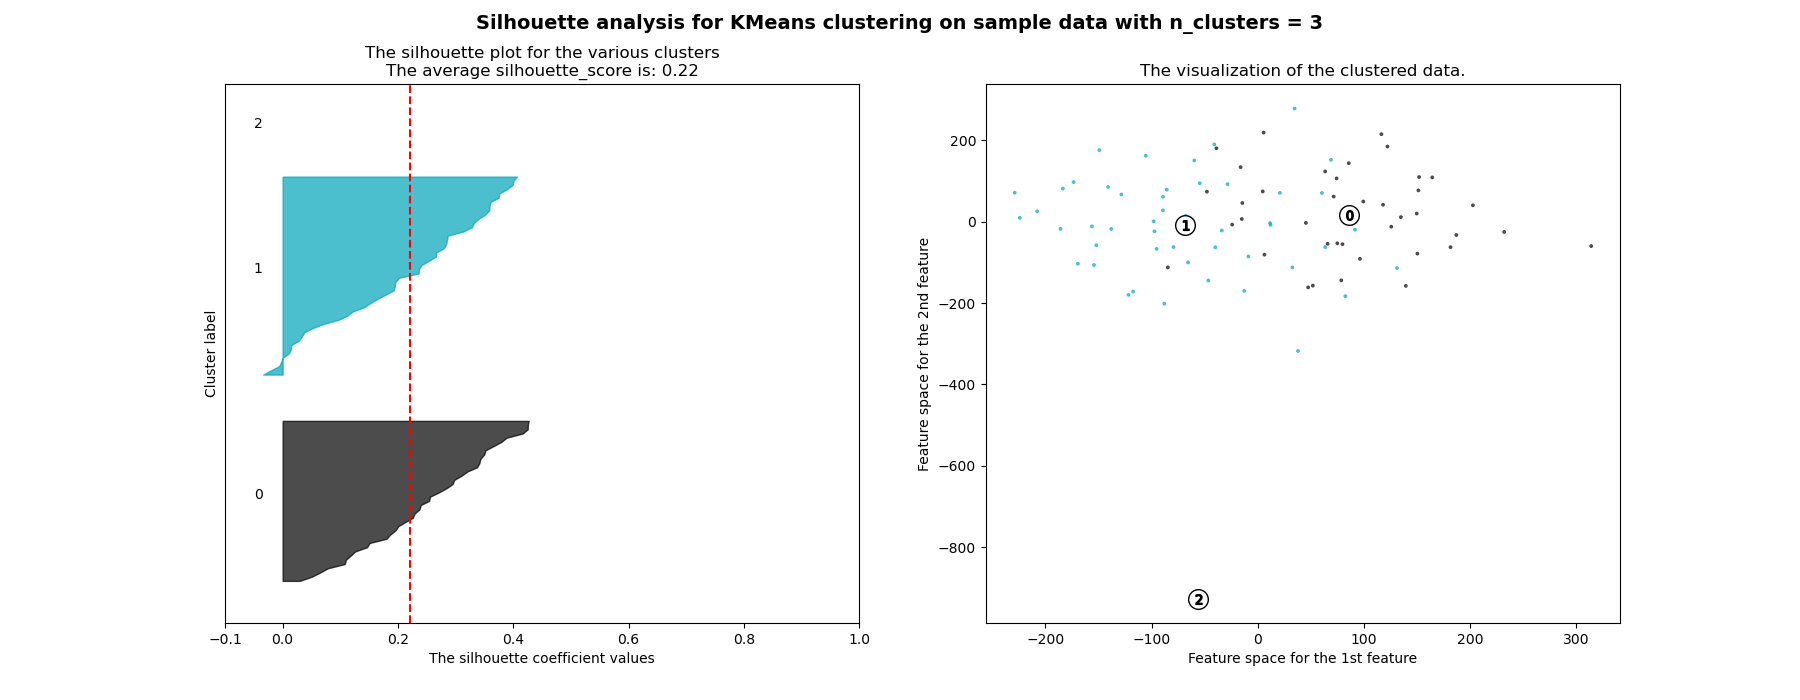 Silhouette analysis for KMeans clustering on sample data with n_clusters = 3
The silhouette plot for the various clusters
The average silhouette_score is: 0.22
2
1
0
Cluster label
−0.1 0.0 0.2 0.4 0.6 0.8 1.0
The silhouette coefficient values
The visualization of the clustered data.
200
0
−200
−400
−600
−800
Feature space for the 2nd feature
1
0
2
−200 −100 0 100 200 300
Feature space for the 1st feature